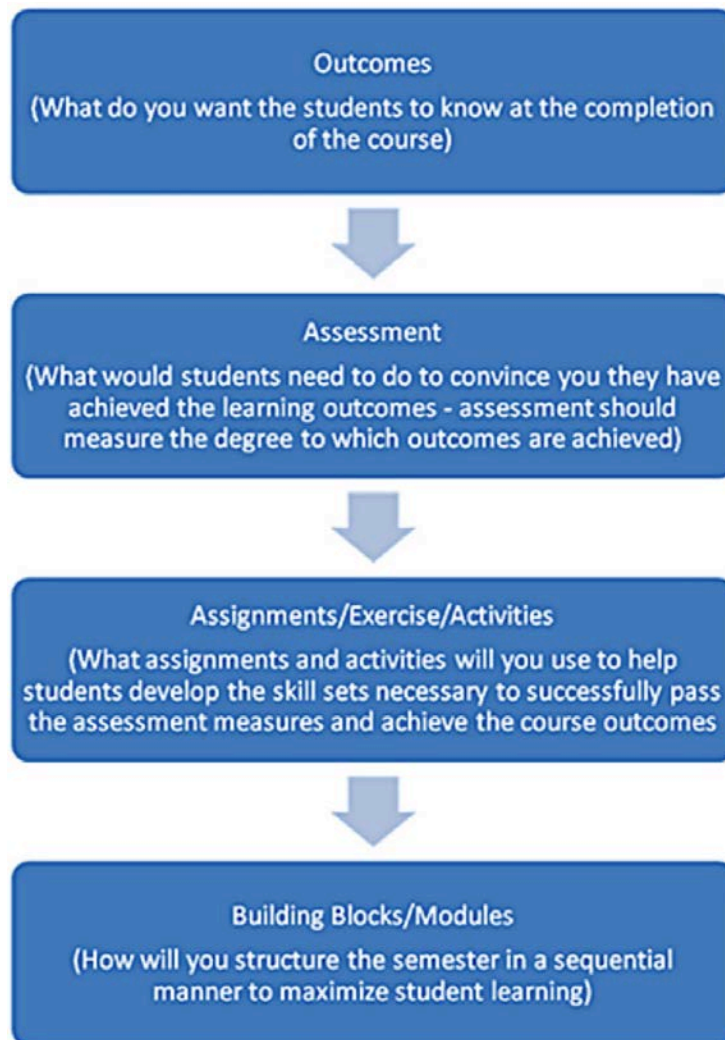 Outcomes
(What do you want the students to know at the completion
of the course)
Assessment
(What would students need to do to convince you they have
achieved the learning outcomes - assessment should
measure the degree to which outcomes are achieved)
Assignments/Exercise/Activities
(What assignments and activities will you use to help
students develop the skill sets necessary to successfully pass
the assessment measures and achieve the course outcomes
Building Blocks/Modules
(How will you structure the semester in a sequential
manner to maximize student learning)